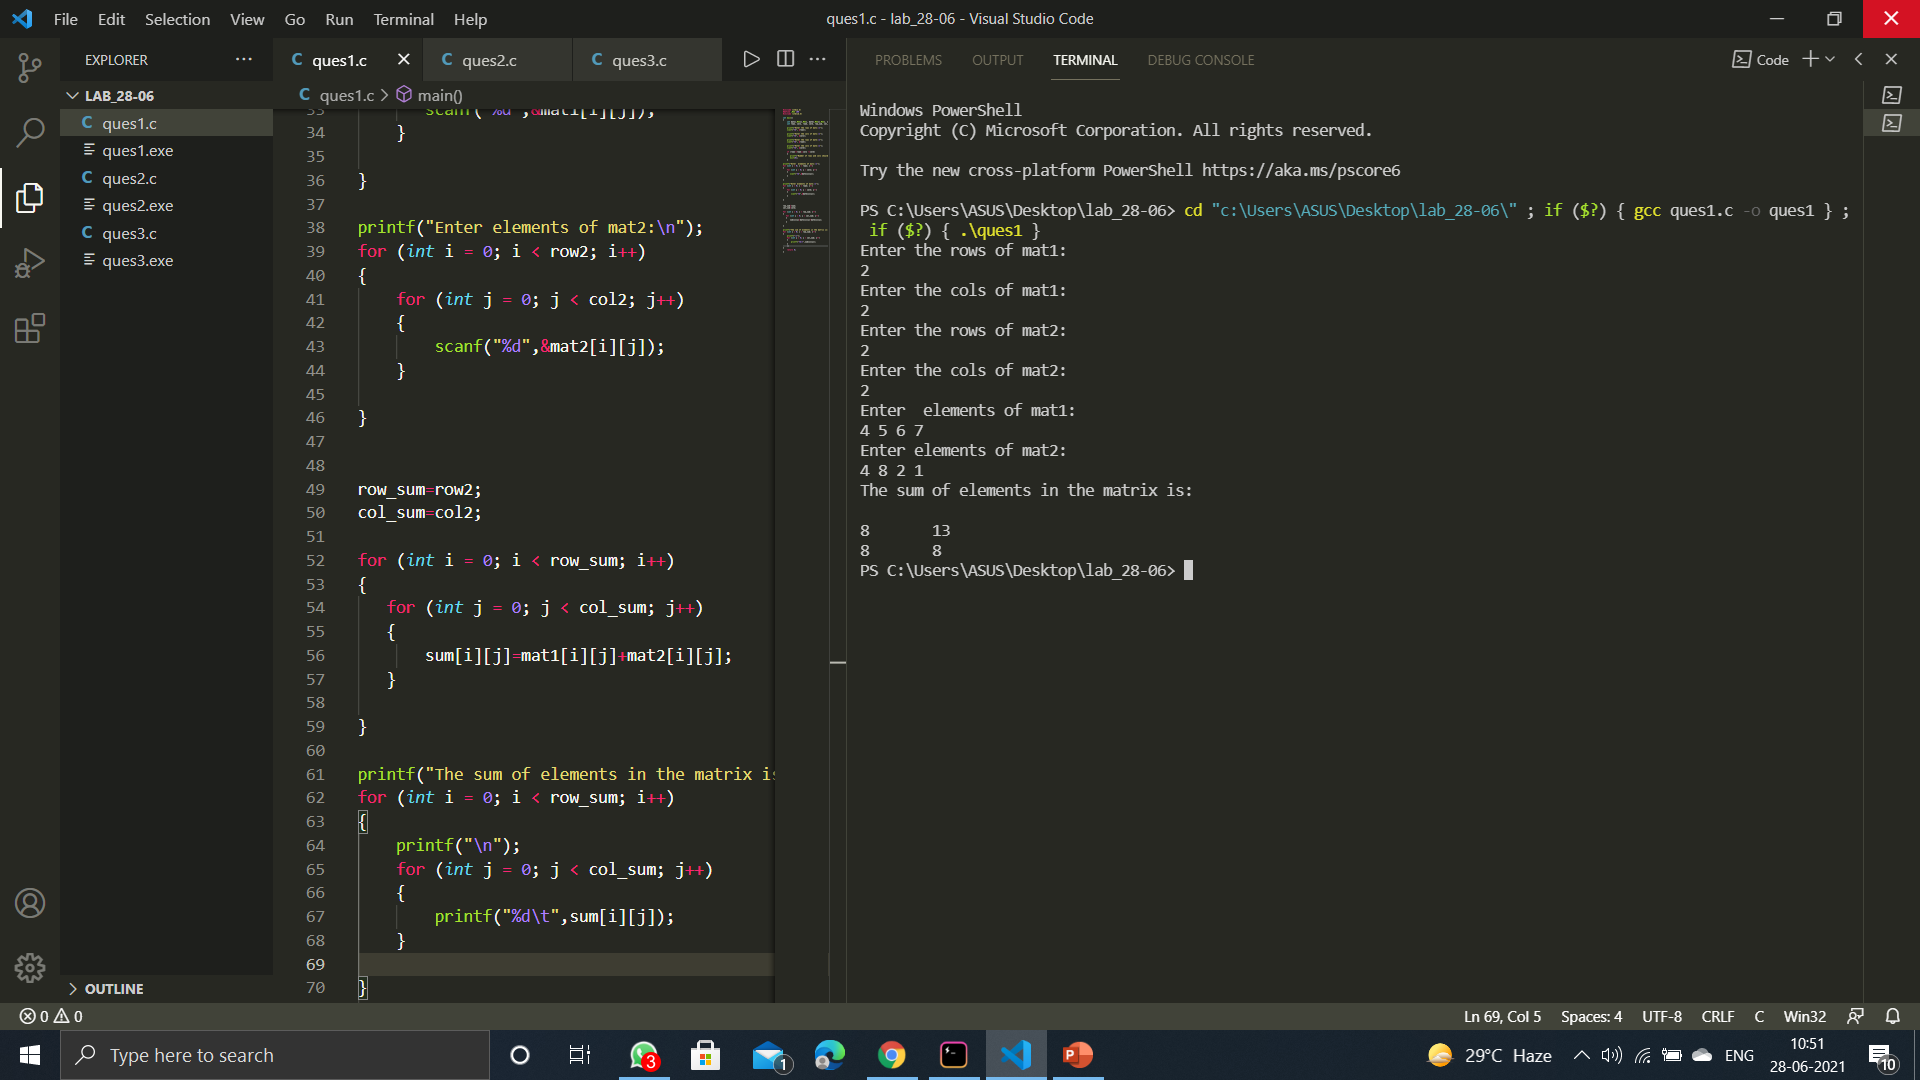 File Edit Selection View Go Run Terminal Help
ques1.c - lab_28-06 - Visual Studio Code
EXPLORER
LAB_28-06
ques1.c
ques1.exe
ques2.c
ques2.exe
ques3.c
ques3.exe
OUTLINE
C ques1.c C ques2.c C ques3.c
C ques1.c > main()
33 scanf("%d",&mat1[i][j]);
34 }
35
36 }
37
38 printf("Enter elements of mat2:\n");
39 for (int i = 0; i < row2; i++)
40 {
41 for (int j = 0; j < col2; j++)
42 {
43 scanf("%d",&mat2[i][j]);
44 }
45
46 }
47
48
49 row_sum=row2;
50 col_sum=col2;
51
52 for (int i = 0; i < row_sum; i++)
53 {
54 for (int j = 0; j < col_sum; j++)
55 {
56 sum[i][j]=mat1[i][j]+mat2[i][j];
57 }
58
59 }
60
61 printf("The sum of elements in the matrix is
62 for (int i = 0; i < row_sum; i++)
63 {
64 printf("\n");
65 for (int j = 0; j < col_sum; j++)
66 {
67 printf("%d\t",sum[i][j]);
68 }
69
70 }
PROBLEMS OUTPUT TERMINAL DEBUG CONSOLE
Code
Windows PowerShell
Copyright (C) Microsoft Corporation. All rights reserved.
Try the new cross-platform PowerShell https://aka.ms/pscore6
PS C:\Users\ASUS\Desktop\lab_28-06> cd "c:\Users\ASUS\Desktop\lab_28-06\" ; if ($?) { gcc ques1.c -o ques1 } ;
if ($?) { .\ques1 }
Enter the rows of mat1:
2
Enter the cols of mat1:
2
Enter the rows of mat2:
2
Enter the cols of mat2:
2
Enter  elements of mat1:
4 5 6 7
Enter elements of mat2:
4 8 2 1
The sum of elements in the matrix is:
8 13
8 8
PS C:\Users\ASUS\Desktop\lab_28-06>
0 0
Ln 69, Col 5 Spaces: 4 UTF-8 CRLF C Win32
Type here to search
3
1
29°C Haze
ENG
10:51
28-06-2021
10